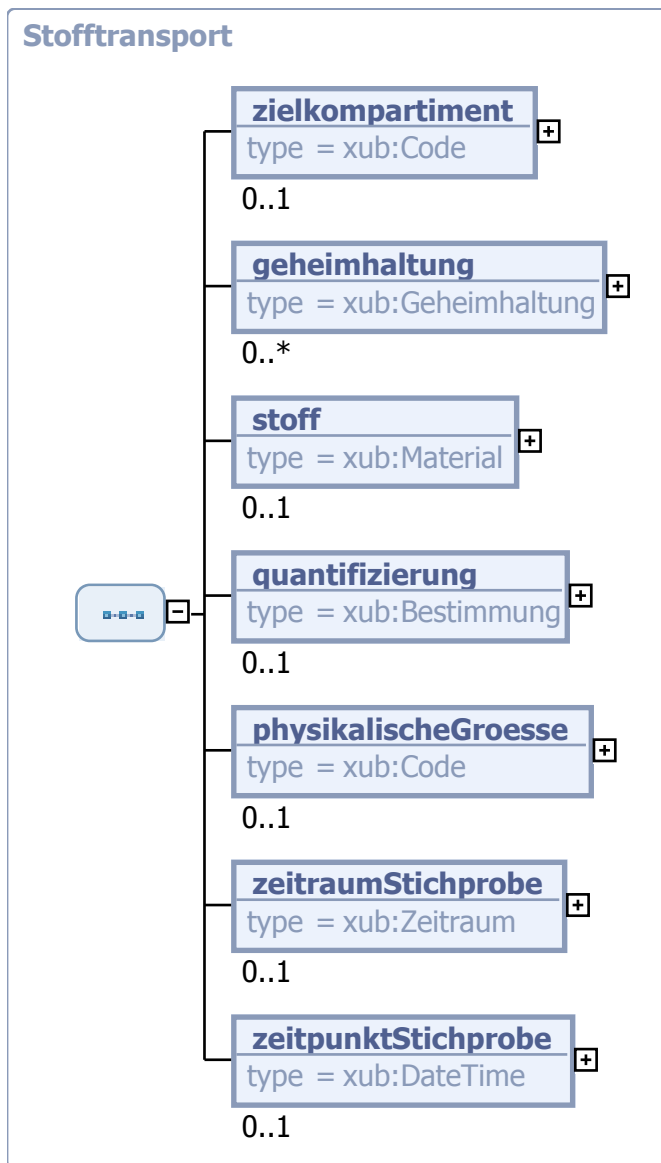 Stofftransport
zielkompartiment
type = xub:Code
0..1
geheimhaltung
type = xub:Geheimhaltung
0..*
stoff
type = xub:Material
0..1
quantifizierung
type = xub:Bestimmung
0..1
physikalischeGroesse
type = xub:Code
0..1
zeitraumStichprobe
type = xub:Zeitraum
0..1
zeitpunktStichprobe
type = xub:DateTime
0..1